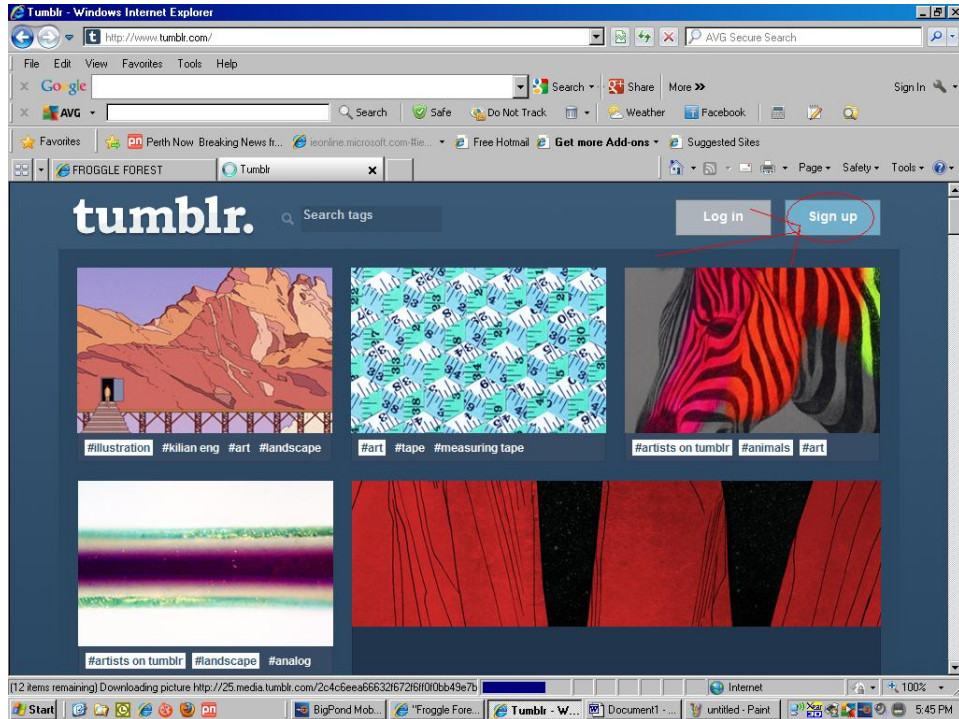 Tumblr - Windows Internet Explorer
http://www.tumblr.com/ AVG Secure Search
File Edit View Favorites Tools Help
Google Search Share More >> Sign In
AVG Search Safe Do Not Track Weather Facebook
Favorites Perth Now Breaking News fr... ieonline.microsoft.com-#ie... Free Hotmail Get more Add-ons Suggested Sites
FROGGLE FOREST Tumblr Page Safety Tools
tumblr. Search tags Log in Sign up
#illustration #kilian eng #art #landscape #art #tape #measuring tape #artists on tumblr #animals #art
#artists on tumblr #landscape #analog
(12 items remaining) Downloading picture http://25.media.tumblr.com/ Internet 100%
Start BigPond Mob... "Froggle Fore... Tumblr - W... Document1 - ... untitled - Paint 5:45 PM